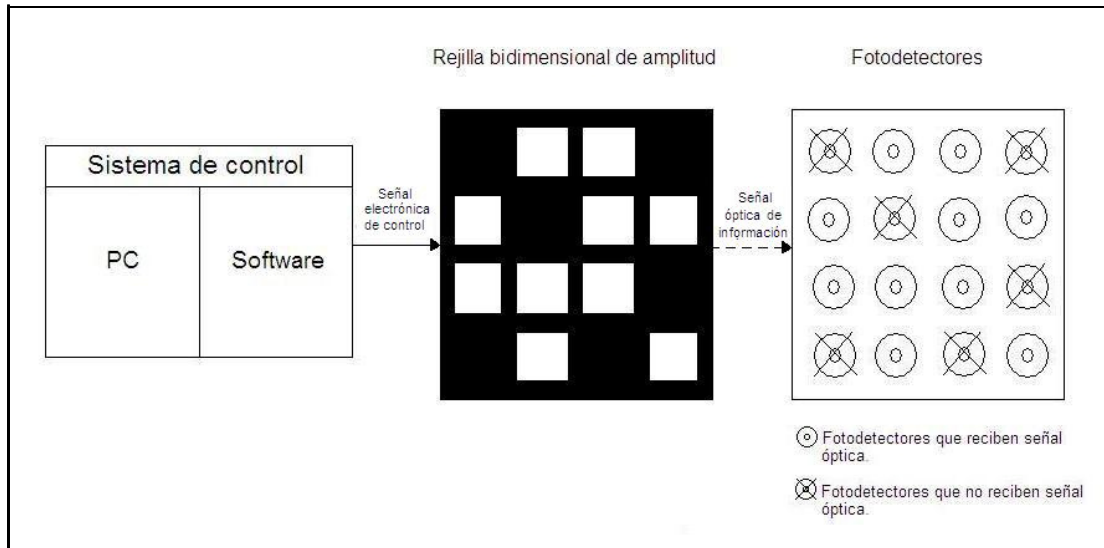 Rejilla bidimensional de amplitud
Fotodetectores
Sistema de control
PC
Software
Señal
electrónica
de control
Señal
óptica de
información
Fotodetectores que reciben señal
óptica.
Fotodetectores que no reciben señal
óptica.